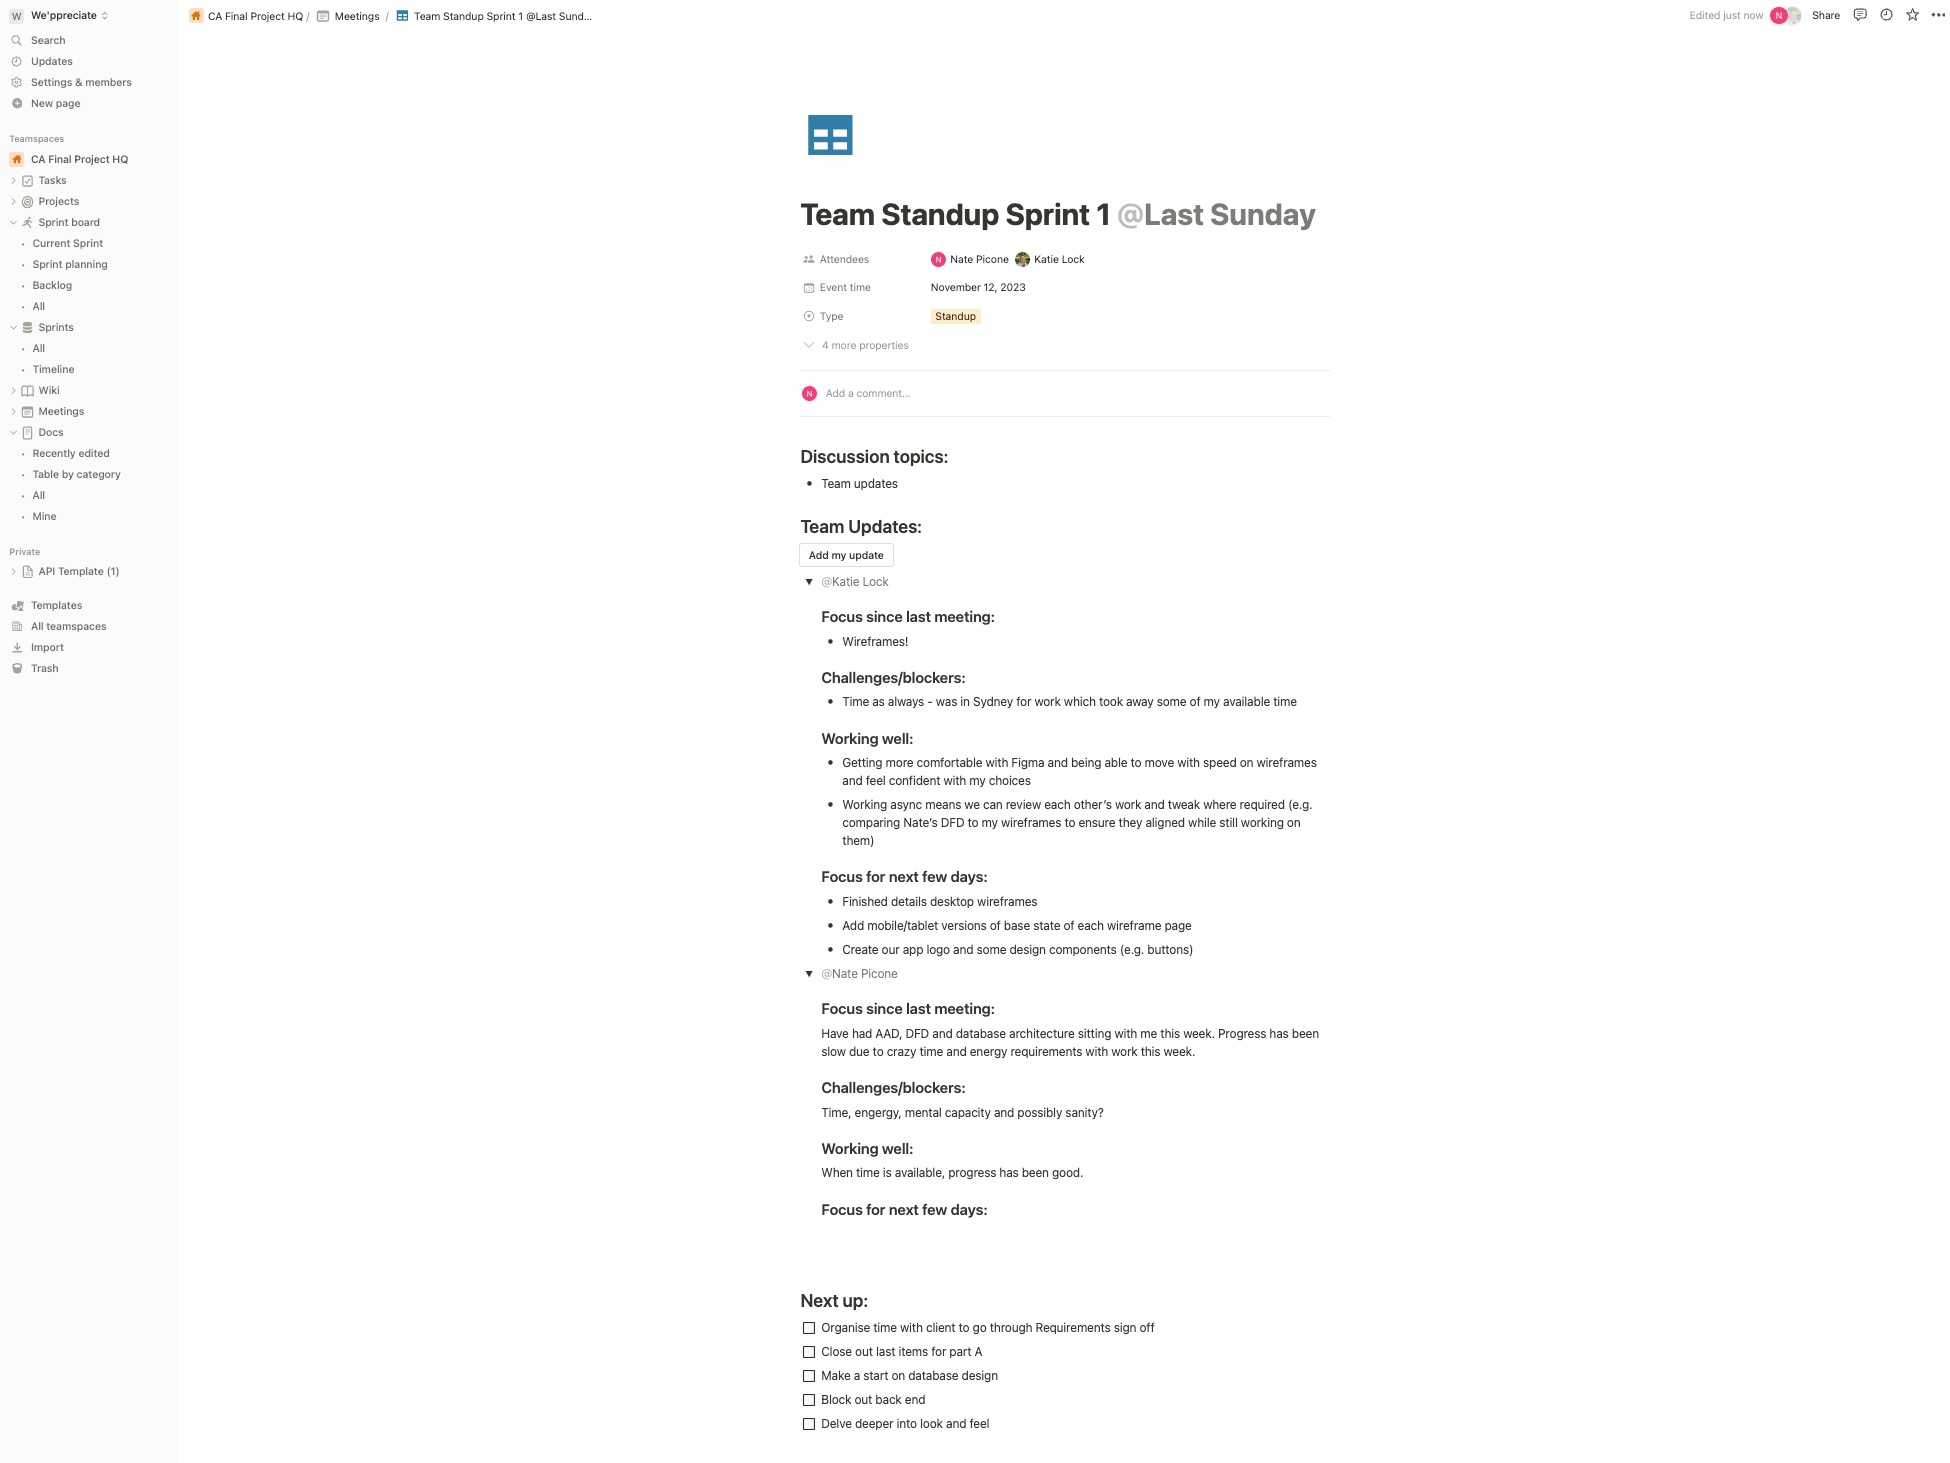 W We'ppreciate
Search
Updates
Settings & members
New page
Teamspaces
CA Final Project HQ
Tasks
Projects
Sprint board
Current Sprint
Sprint planning
Backlog
All
Sprints
All
Timeline
Wiki
Meetings
Docs
Recently edited
Table by category
All
Mine
Private
API Template (1)
Templates
All teamspaces
Import
Trash
CA Final Project HQ / Meetings / Team Standup Sprint 1 @Last Sund...
Edited just now N Share
Team Standup Sprint 1 @Last Sunday
Attendees N Nate Picone Katie Lock
Event time November 12, 2023
Type Standup
4 more properties
N Add a comment...
Discussion topics:
• Team updates
Team Updates:
Add my update
@Katie Lock
Focus since last meeting:
• Wireframes!
Challenges/blockers:
• Time as always - was in Sydney for work which took away some of my available time
Working well:
• Getting more comfortable with Figma and being able to move with speed on wireframes
and feel confident with my choices
• Working async means we can review each other's work and tweak where required (e.g.
comparing Nate's DFD to my wireframes to ensure they aligned while still working on
them)
Focus for next few days:
• Finished details desktop wireframes
• Add mobile/tablet versions of base state of each wireframe page
• Create our app logo and some design components (e.g. buttons)
@Nate Picone
Focus since last meeting:
Have had AAD, DFD and database architecture sitting with me this week. Progress has been
slow due to crazy time and energy requirements with work this week.
Challenges/blockers:
Time, engergy, mental capacity and possibly sanity?
Working well:
When time is available, progress has been good.
Focus for next few days:
Next up:
Organise time with client to go through Requirements sign off
Close out last items for part A
Make a start on database design
Block out back end
Delve deeper into look and feel